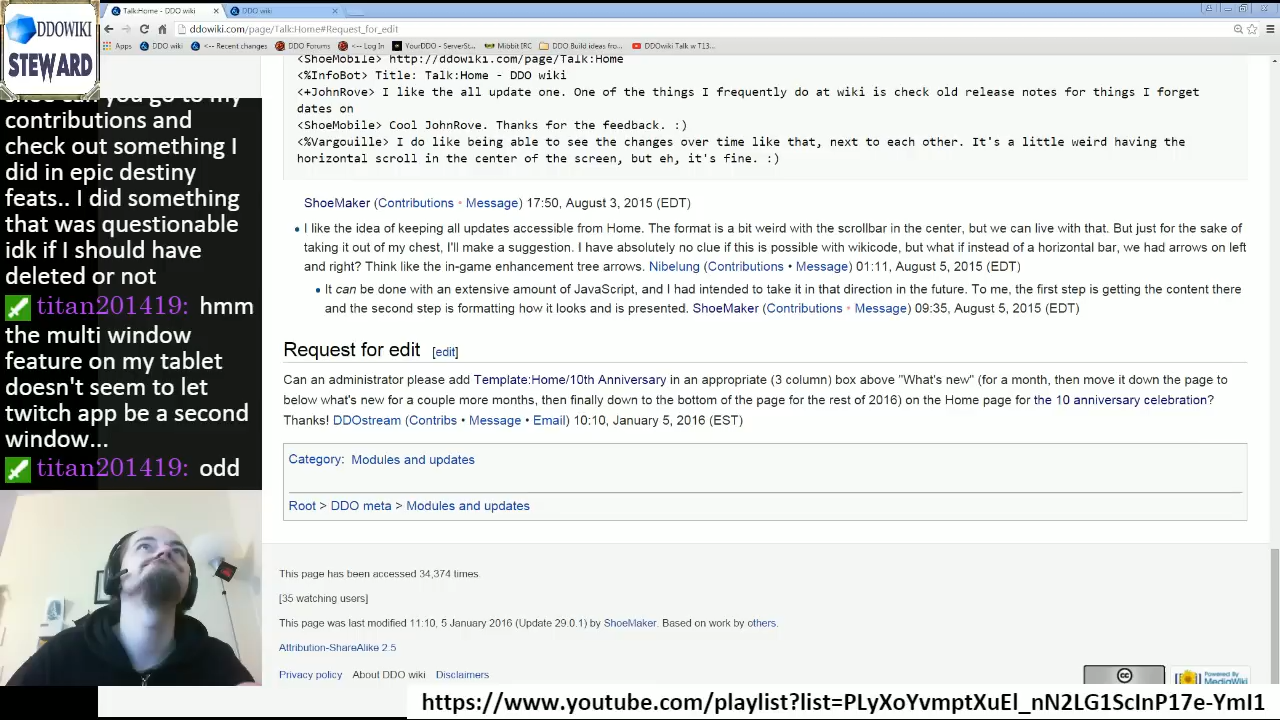 DDOWIKI
STEWARD
shoe can you go to my
contributions and
check out something I
did in epic destiny
feats.. I did something
that was questionable
idk if I should have
deleted or not
titan201419: hmm
the multi window
feature on my tablet
doesn't seem to let
twitch app be a second
window...
titan201419: odd
Talk:Home - DDO wiki
DDO wiki
ddowiki.com/page/Talk:Home#Request_for_edit
Apps
DDO wiki
<- Recent changes
DDO Forums
<-- Log In
YourDDO - ServerSt...
Mibbit IRC
DDO Build ideas fro...
DDOwiki Talk w T13...
<ShoeMobile> http://ddowiki.com/page/Talk:Home
<%InfoBot> Title: Talk:Home - DDO wiki
<+JohnRove> I like the all update one. One of the things I frequently do at wiki is check old release notes for things I forget
dates on
<ShoeMobile> Cool JohnRove. Thanks for the feedback. :)
<%Vargouille> I do like being able to see the changes over time like that, next to each other. It's a little weird having the
horizontal scroll in the center of the screen, but eh, it's fine. :)
ShoeMaker (Contributions • Message) 17:50, August 3, 2015 (EDT)
I like the idea of keeping all updates accessible from Home. The format is a bit weird with the scrollbar in the center, but we can live with that. But just for the sake of
taking it out of my chest, I'll make a suggestion. I have absolutely no clue if this is possible with wikicode, but what if instead of a horizontal bar, we had arrows on left
and right? Think like the in-game enhancement tree arrows. Nibelung (Contributions • Message) 01:11, August 5, 2015 (EDT)
It can be done with an extensive amount of JavaScript, and I had intended to take it in that direction in the future. To me, the first step is getting the content there
and the second step is formatting how it looks and is presented. ShoeMaker (Contributions • Message) 09:35, August 5, 2015 (EDT)
Request for edit [edit]
Can an administrator please add Template:Home/10th Anniversary in an appropriate (3 column) box above "What's new" (for a month, then move it down the page to
below what's new for a couple more months, then finally down to the bottom of the page for the rest of 2016) on the Home page for the 10 anniversary celebration?
Thanks! DDOstream (Contribs • Message • Email) 10:10, January 5, 2016 (EST)
Category: Modules and updates
Root > DDO meta > Modules and updates
This page has been accessed 34,374 times.
[35 watching users]
This page was last modified 11:10, 5 January 2016 (Update 29.0.1) by ShoeMaker. Based on work by others.
Attribution-ShareAlike 2.5
Privacy policy About DDO wiki Disclaimers
cc
Powered By
MediaWiki
https://www.youtube.com/playlist?list=PLyXoYvmptXuEl_nN2LG1ScInP17e-YmI1